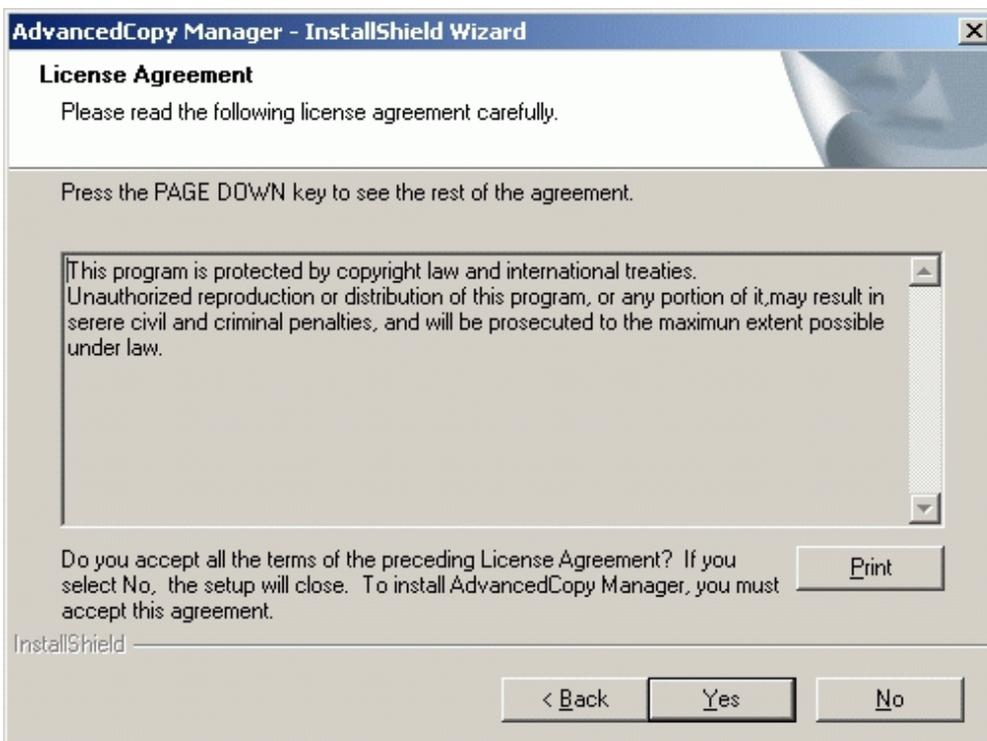 AdvancedCopy Manager - InstallShield Wizard
License Agreement
Please read the following license agreement carefully.
Press the PAGE DOWN key to see the rest of the agreement.
This program is protected by copyright law and international treaties.
Unauthorized reproduction or distribution of this program, or any portion of it,may result in
serere civil and criminal penalties, and will be prosecuted to the maximun extent possible
under law.
Do you accept all the terms of the preceding License Agreement?  If you
select No,  the setup will close.  To install AdvancedCopy Manager, you must
accept this agreement.
Print
InstallShield
< Back
Yes
No